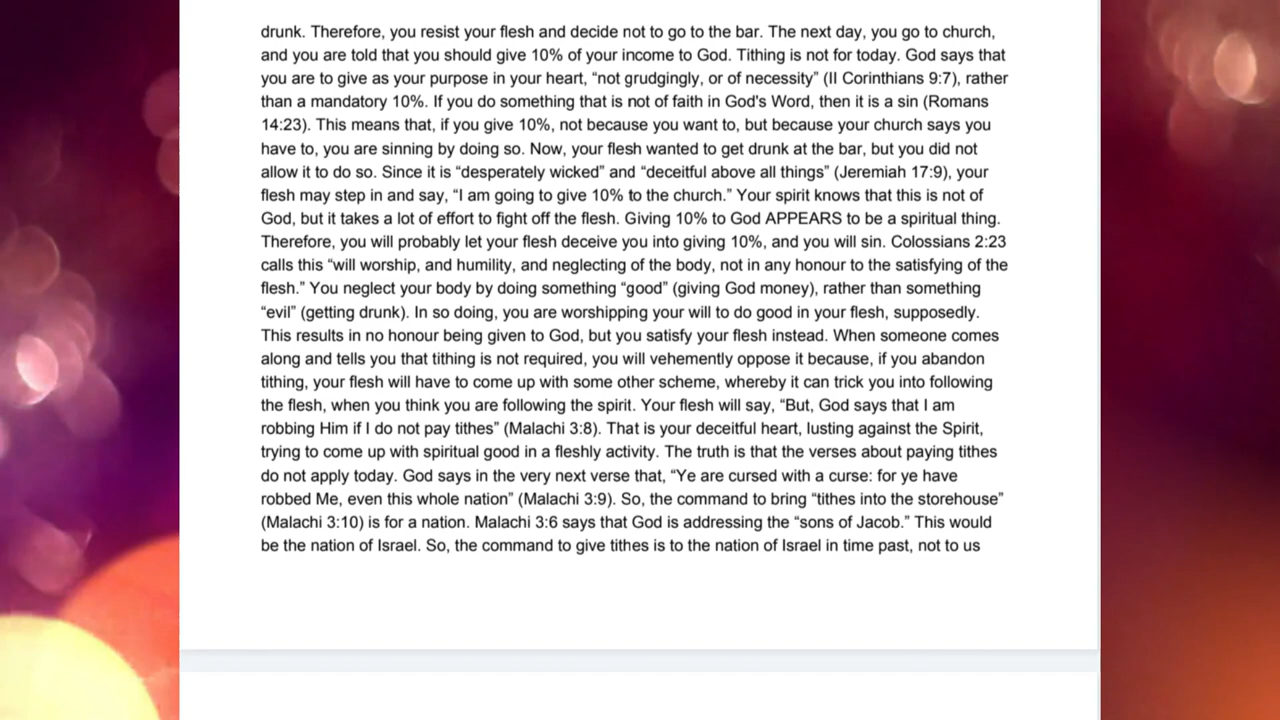 drunk. Therefore, you resist your flesh and decide not to go to the bar. The next day, you go to church,
and you are told that you should give 10% of your income to God. Tithing is not for today. God says that
you are to give as your purpose in your heart, “not grudgingly, or of necessity” (II Corinthians 9:7), rather
than a mandatory 10%. If you do something that is not of faith in God's Word, then it is a sin (Romans
14:23). This means that, if you give 10%, not because you want to, but because your church says you
have to, you are sinning by doing so. Now, your flesh wanted to get drunk at the bar, but you did not
allow it to do so. Since it is “desperately wicked” and “deceitful above all things” (Jeremiah 17:9), your
flesh may step in and say, “I am going to give 10% to the church.” Your spirit knows that this is not of
God, but it takes a lot of effort to fight off the flesh. Giving 10% to God APPEARS to be a spiritual thing.
Therefore, you will probably let your flesh deceive you into giving 10%, and you will sin. Colossians 2:23
calls this “will worship, and humility, and neglecting of the body, not in any honour to the satisfying of the
flesh.” You neglect your body by doing something “good” (giving God money), rather than something
“evil” (getting drunk). In so doing, you are worshipping your will to do good in your flesh, supposedly.
This results in no honour being given to God, but you satisfy your flesh instead. When someone comes
along and tells you that tithing is not required, you will vehemently oppose it because, if you abandon
tithing, your flesh will have to come up with some other scheme, whereby it can trick you into following
the flesh, when you think you are following the spirit. Your flesh will say, “But, God says that I am
robbing Him if I do not pay tithes” (Malachi 3:8). That is your deceitful heart, lusting against the Spirit,
trying to come up with spiritual good in a fleshly activity. The truth is that the verses about paying tithes
do not apply today. God says in the very next verse that, “Ye are cursed with a curse: for ye have
robbed Me, even this whole nation” (Malachi 3:9). So, the command to bring “tithes into the storehouse”
(Malachi 3:10) is for a nation. Malachi 3:6 says that God is addressing the “sons of Jacob.” This would
be the nation of Israel. So, the command to give tithes is to the nation of Israel in time past, not to us